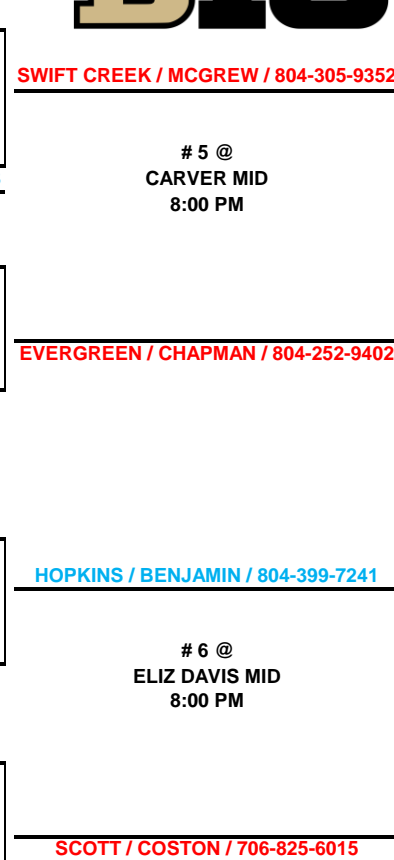 SWIFT CREEK / MCGREW / 804-305-9352
# 5 @
CARVER MID
8:00 PM
EVERGREEN / CHAPMAN / 804-252-9402
HOPKINS / BENJAMIN / 804-399-7241
# 6 @
ELIZ DAVIS MID
8:00 PM
SCOTT / COSTON / 706-825-6015